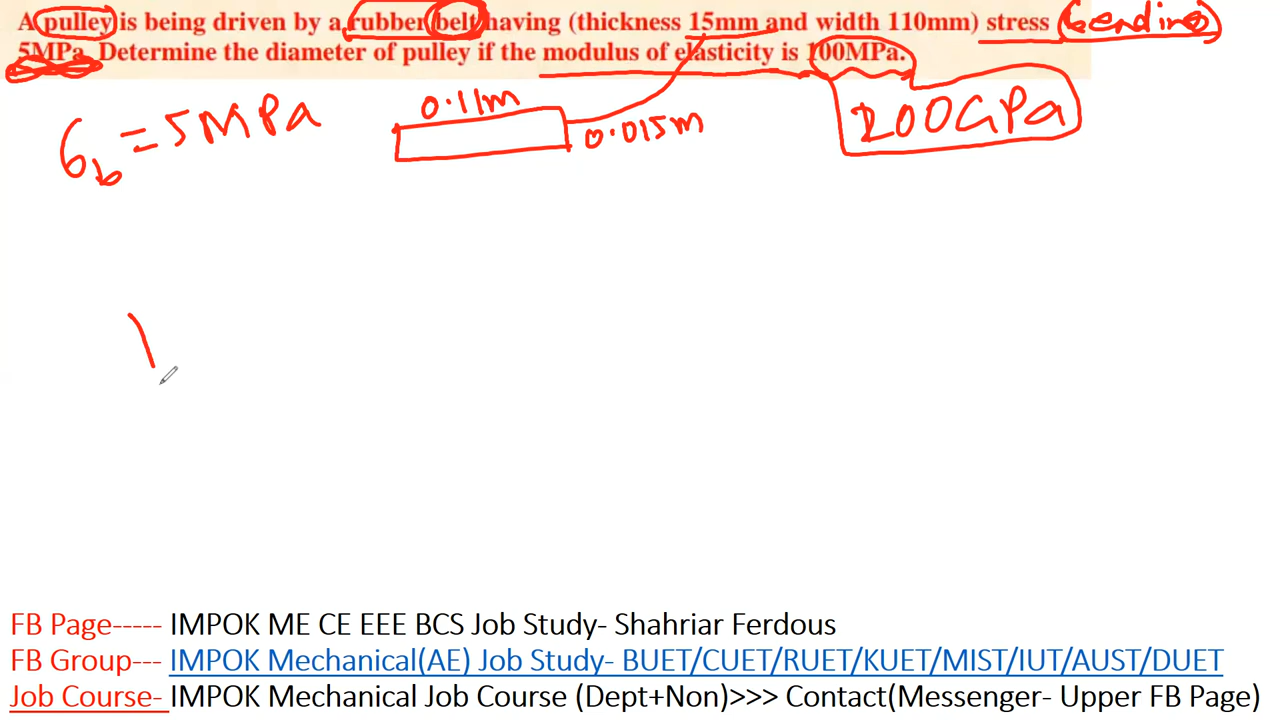 A pulley is being driven by a rubber belt having (thickness 15mm and width 110mm) stress bending
5MPa. Determine the diameter of pulley if the modulus of elasticity is 100MPa.
0.11m
200GPa
6b = 5MPa
0.015m
FB Page----- IMPOK ME CE EEE BCS Job Study- Shahriar Ferdous
FB Group--- IMPOK Mechanical(AE) Job Study- BUET/CUET/RUET/KUET/MIST/IUT/AUST/DUET
Job Course- IMPOK Mechanical Job Course (Dept+Non)>>> Contact(Messenger- Upper FB Page)